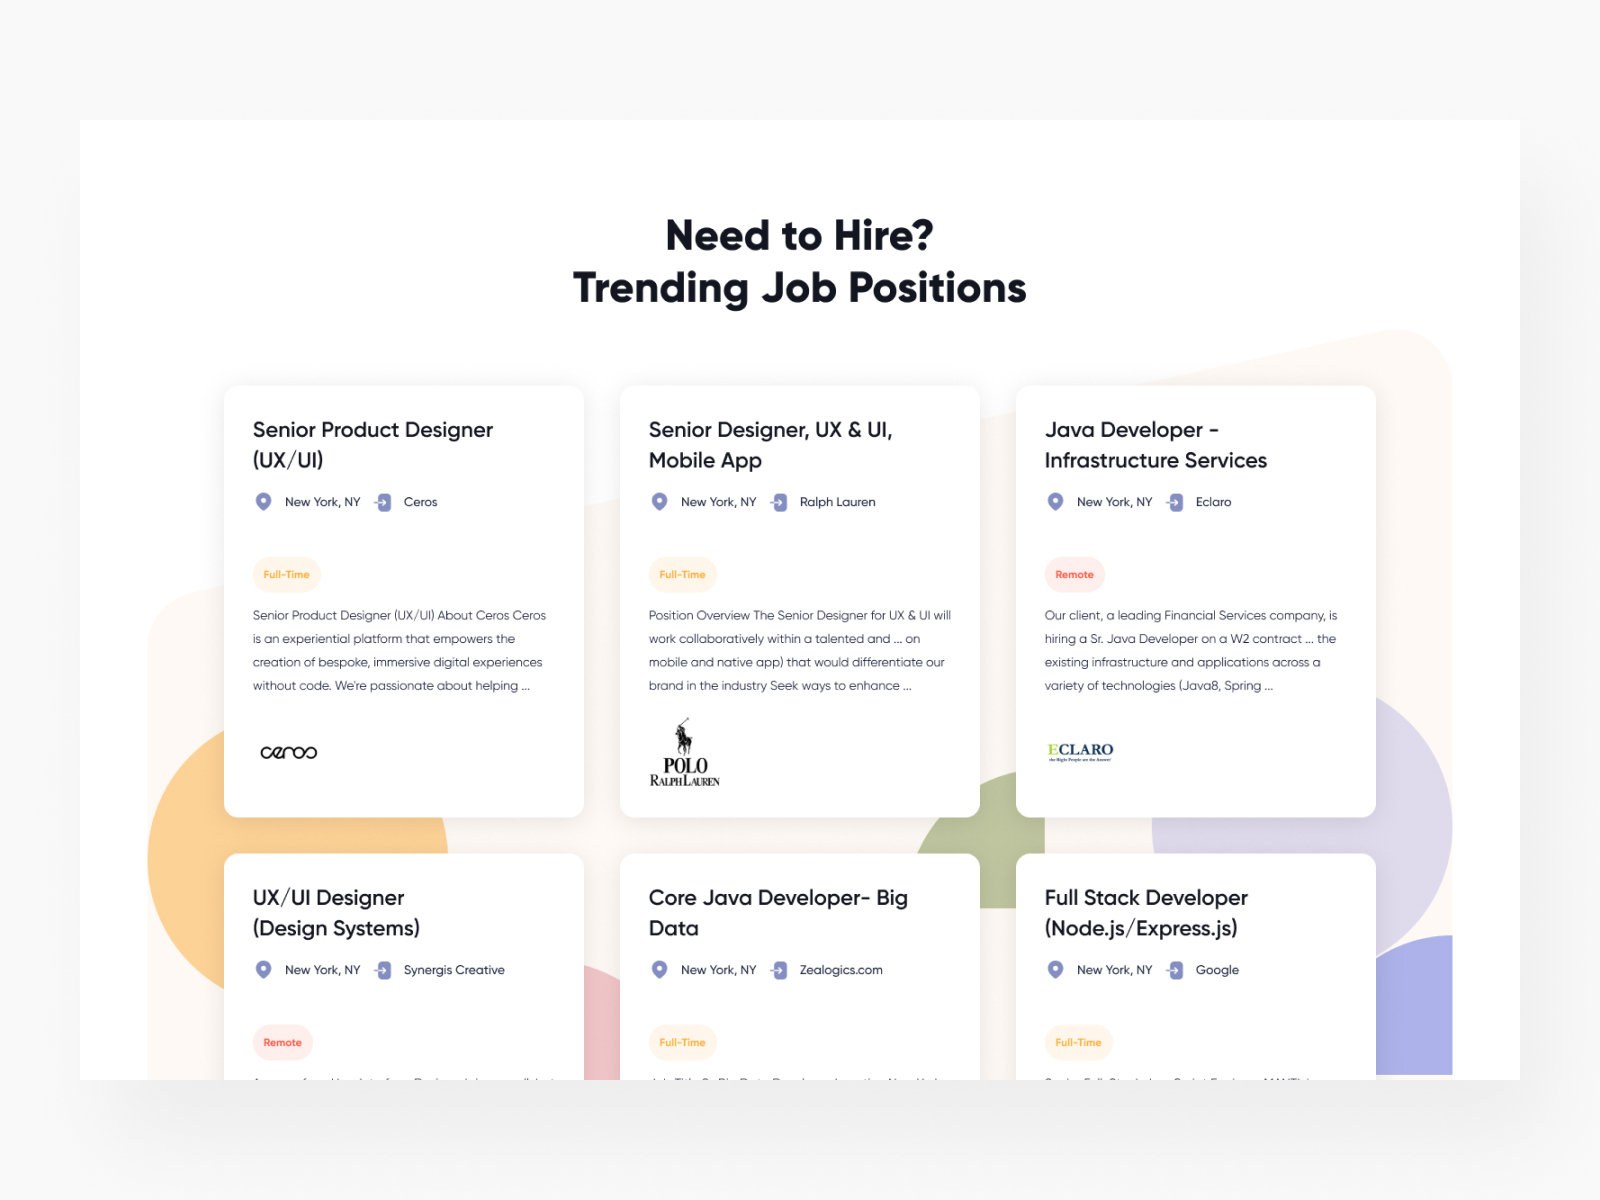 Need to Hire?
Trending Job Positions
Senior Product Designer
(UX/UI)
New York, NY
Ceros
Full-Time
Senior Product Designer (UX/UI) About Ceros Ceros
is an experiential platform that empowers the
creation of bespoke, immersive digital experiences
without code. We're passionate about helping ...
ceros
Senior Designer, UX & UI,
Mobile App
New York, NY
Ralph Lauren
Full-Time
Position Overview The Senior Designer for UX & UI will
work collaboratively within a talented and ... on
mobile and native app) that would differentiate our
brand in the industry Seek ways to enhance ...
POLO
RALPH LAUREN
Java Developer -
Infrastructure Services
New York, NY
Eclaro
Remote
Our client, a leading Financial Services company, is
hiring a Sr. Java Developer on a W2 contract ... the
existing infrastructure and applications across a
variety of technologies (Java8, Spring ...
ECLARO
the Right People are the Answer
UX/UI Designer
(Design Systems)
New York, NY
Synergis Creative
Remote
Core Java Developer- Big
Data
New York, NY
Zealogics.com
Full-Time
Full Stack Developer
(Node.js/Express.js)
New York, NY
Google
Full-Time